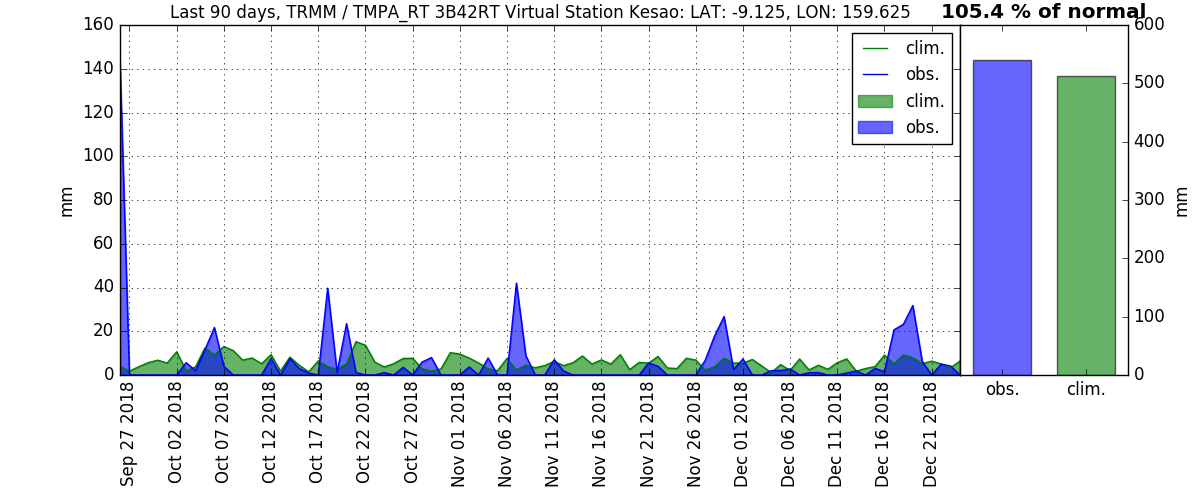 Last 90 days, TRMM / TMPA_RT 3B42RT Virtual Station Kesao: LAT: -9.125, LON: 159.625
105.4 % of normal
160
140
120
100
80
60
40
20
0
mm
clim.
obs.
clim.
obs.
600
500
400
300
200
100
0
mm
obs.
clim.
Sep 27 2018
Oct 02 2018
Oct 07 2018
Oct 12 2018
Oct 17 2018
Oct 22 2018
Oct 27 2018
Nov 01 2018
Nov 06 2018
Nov 11 2018
Nov 16 2018
Nov 21 2018
Nov 26 2018
Dec 01 2018
Dec 06 2018
Dec 11 2018
Dec 16 2018
Dec 21 2018